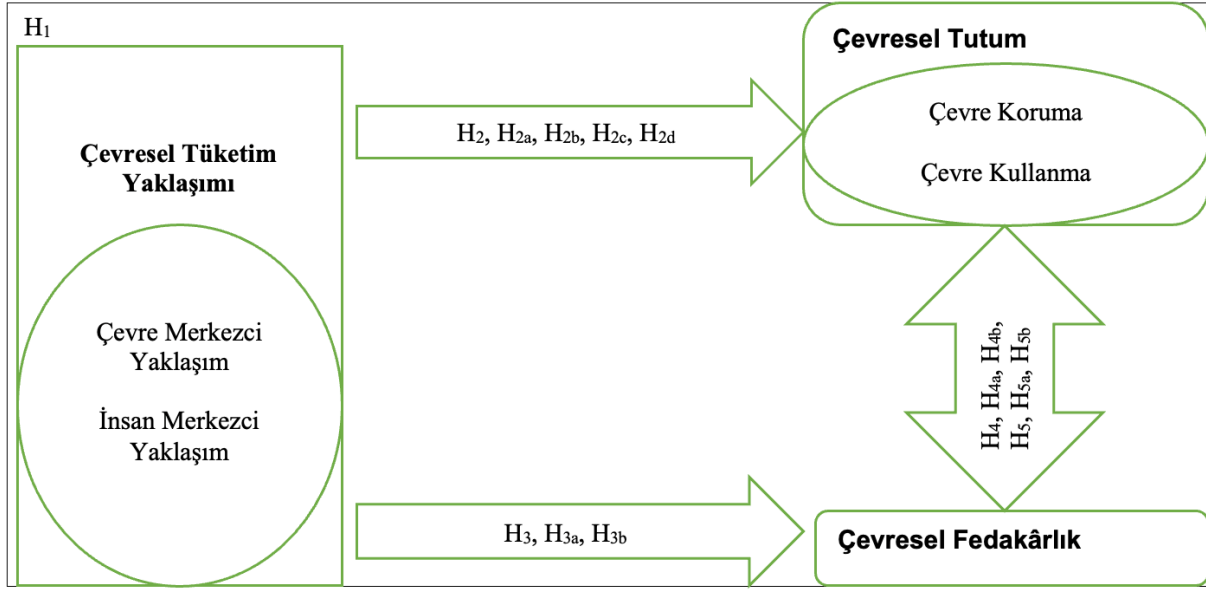 H1
Çevresel Tüketim
Yaklaşımı
Çevre Merkezci
Yaklaşım
İnsan Merkezci
Yaklaşım
H2, H2a, H2b, H2c, H2d
H3, H3a, H3b
Çevresel Tutum
Çevre Koruma
Çevre Kullanma
H4, H4a, H4b,
H5, H5a, H5b
Çevresel Fedakârlık